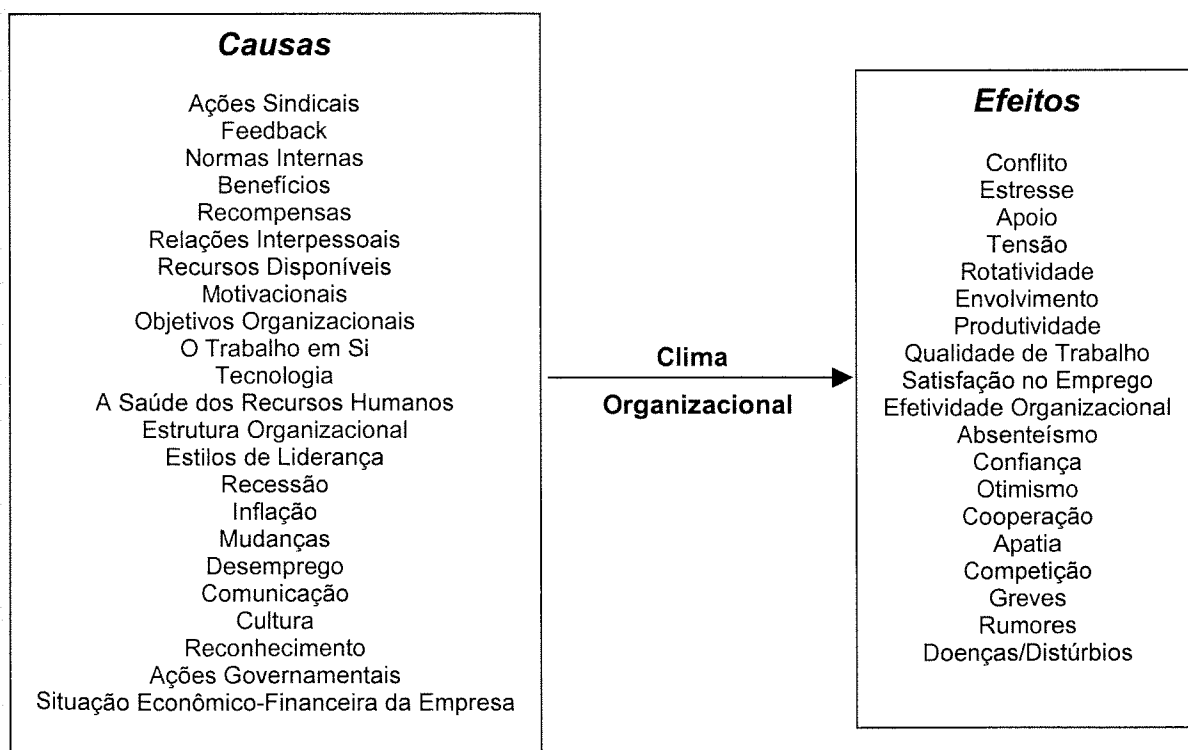 Causas
Ações Sindicais
Feedback
Normas Internas
Benefícios
Recompensas
Relações Interpessoais
Recursos Disponíveis
Motivacionais
Objetivos Organizacionais
O Trabalho em Si
Tecnologia
A Saúde dos Recursos Humanos
Estrutura Organizacional
Estilos de Liderança
Recessão
Inflação
Mudanças
Desemprego
Comunicação
Cultura
Reconhecimento
Ações Governamentais
Situação Econômico-Financeira da Empresa
Clima
Organizacional
Efeitos
Conflito
Estresse
Apoio
Tensão
Rotatividade
Envolvimento
Produtividade
Qualidade de Trabalho
Satisfação no Emprego
Efetividade Organizacional
Absenteísmo
Confiança
Otimismo
Cooperação
Apatia
Competição
Greves
Rumores
Doenças/Distúrbios